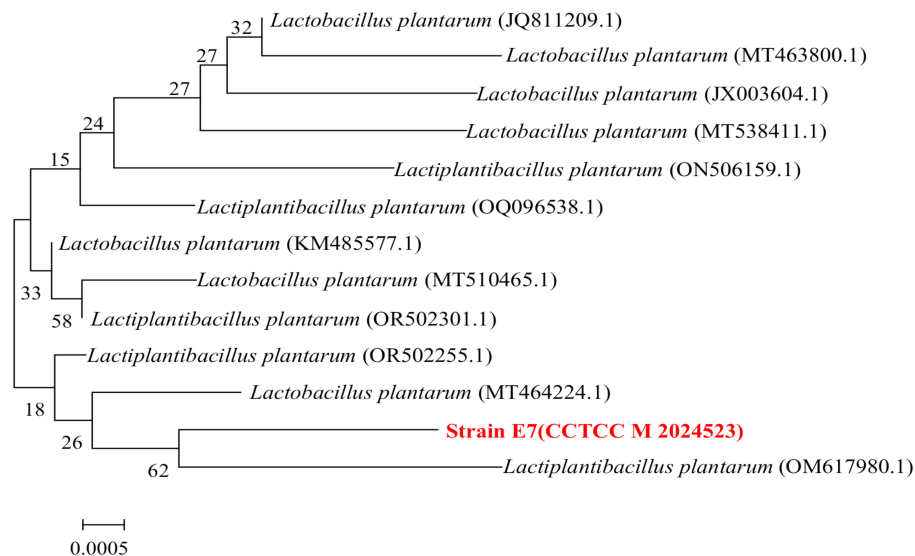 32
Lactobacillus plantarum (JQ811209.1)
27
Lactobacillus plantarum (MT463800.1)
27
Lactobacillus plantarum (JX003604.1)
24
Lactobacillus plantarum (MT538411.1)
15
Lactiplantibacillus plantarum (ON506159.1)
Lactiplantibacillus plantarum (OQ096538.1)
Lactobacillus plantarum (KM485577.1)
33
Lactobacillus plantarum (MT510465.1)
58
Lactiplantibacillus plantarum (OR502301.1)
Lactiplantibacillus plantarum (OR502255.1)
18
Lactobacillus plantarum (MT464224.1)
26
Strain E7(CCTCC M 2024523)
62
Lactiplantibacillus plantarum (OM617980.1)
0.0005